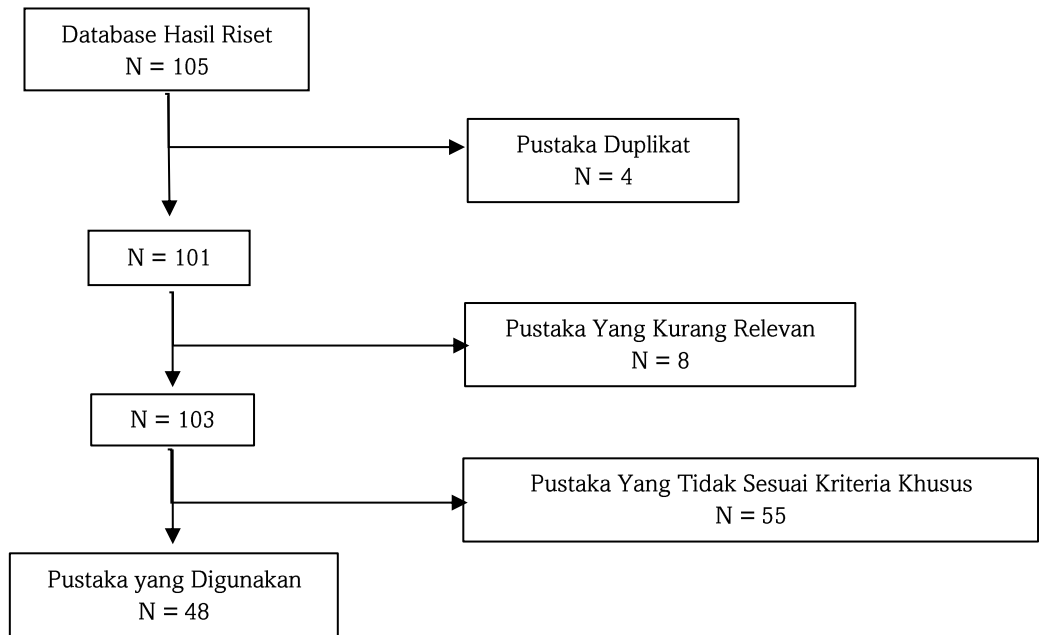 Database Hasil Riset
N = 105
Pustaka Duplikat
N = 4
N = 101
Pustaka Yang Kurang Relevan
N = 8
N = 103
Pustaka Yang Tidak Sesuai Kriteria Khusus
N = 55
Pustaka yang Digunakan
N = 48